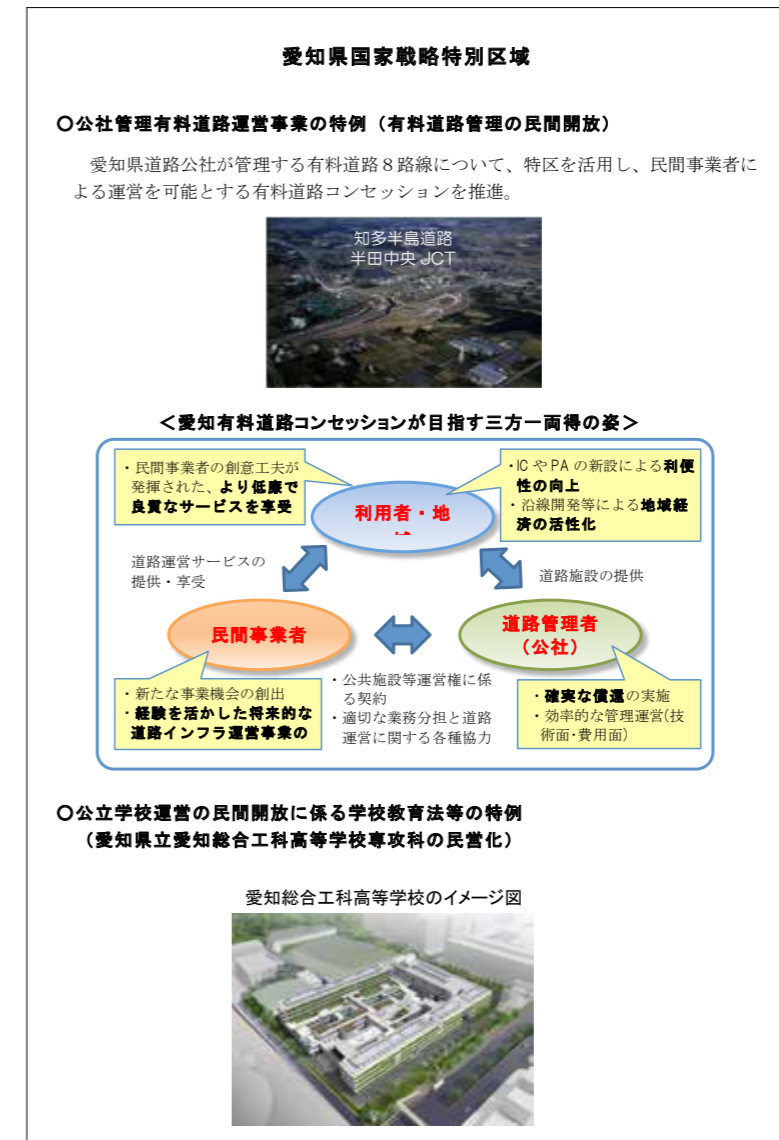 愛知県国家戦略特別区域
〇公社管理有料道路運営事業の特例（有料道路管理の民間開放）
愛知県道路公社が管理する有料道路８路線について、特区を活用し、民間事業者に
よる運営を可能とする有料道路コンセッションを推進。
知多半島道路
半田中央 JCT
＜愛知有料道路コンセッションが目指す三方一両得の姿＞
・民間事業者の創意工夫が
発揮された、より低廉で
良質なサービスを享受
・IC や PA の新設による利便
性の向上
・沿線開発等による地域経
済の活性化
利用者・地
道路運営サービスの
提供・享受
道路施設の提供
民間事業者
道路管理者
（公社）
・新たな事業機会の創出
・経験を活かした将来的な
道路インフラ運営事業の
・公共施設等運営権に係
る契約
・適切な業務分担と道路
運営に関する各種協力
・確実な償還の実施
・効率的な管理運営(技
術面・費用面)
〇公立学校運営の民間開放に係る学校教育法等の特例
（愛知県立愛知総合工科高等学校専攻科の民営化）
愛知総合工科高等学校のイメージ図